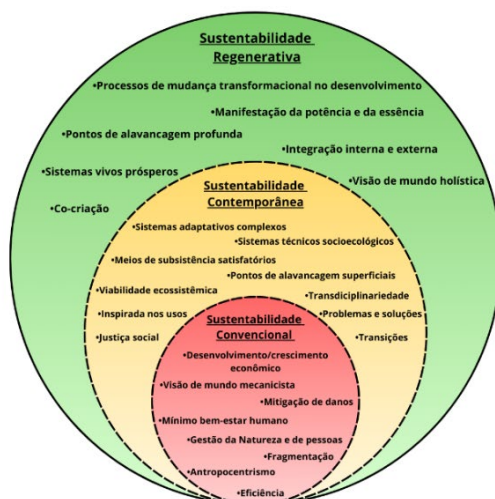 Sustentabilidade
Regenerativa
•Processos de mudança transformacional no desenvolvimento
•Manifestação da potência e da essência
•Pontos de alavancagem profunda
•Integração interna e externa
•Sistemas vivos prósperos
•Visão de mundo holística
•Co-criação
Sustentabilidade
Contemporânea
•Sistemas adaptativos complexos
•Sistemas técnicos socioecológicos
•Meios de subsistência satisfatórios
•Pontos de alavancagem superficiais
•Viabilidade ecossistêmica
•Transdiciplinariedade
•Inspirada nos usos
•Problemas e soluções
•Justiça social
•Transições
Sustentabilidade
Convencional
•Desenvolvimento/crescimento
econômico
•Visão de mundo mecanicista
•Mitigação de danos
•Mínimo bem-estar humano
•Gestão da Natureza e de pessoas
•Fragmentação
•Antropocentrismo
•Eficiência